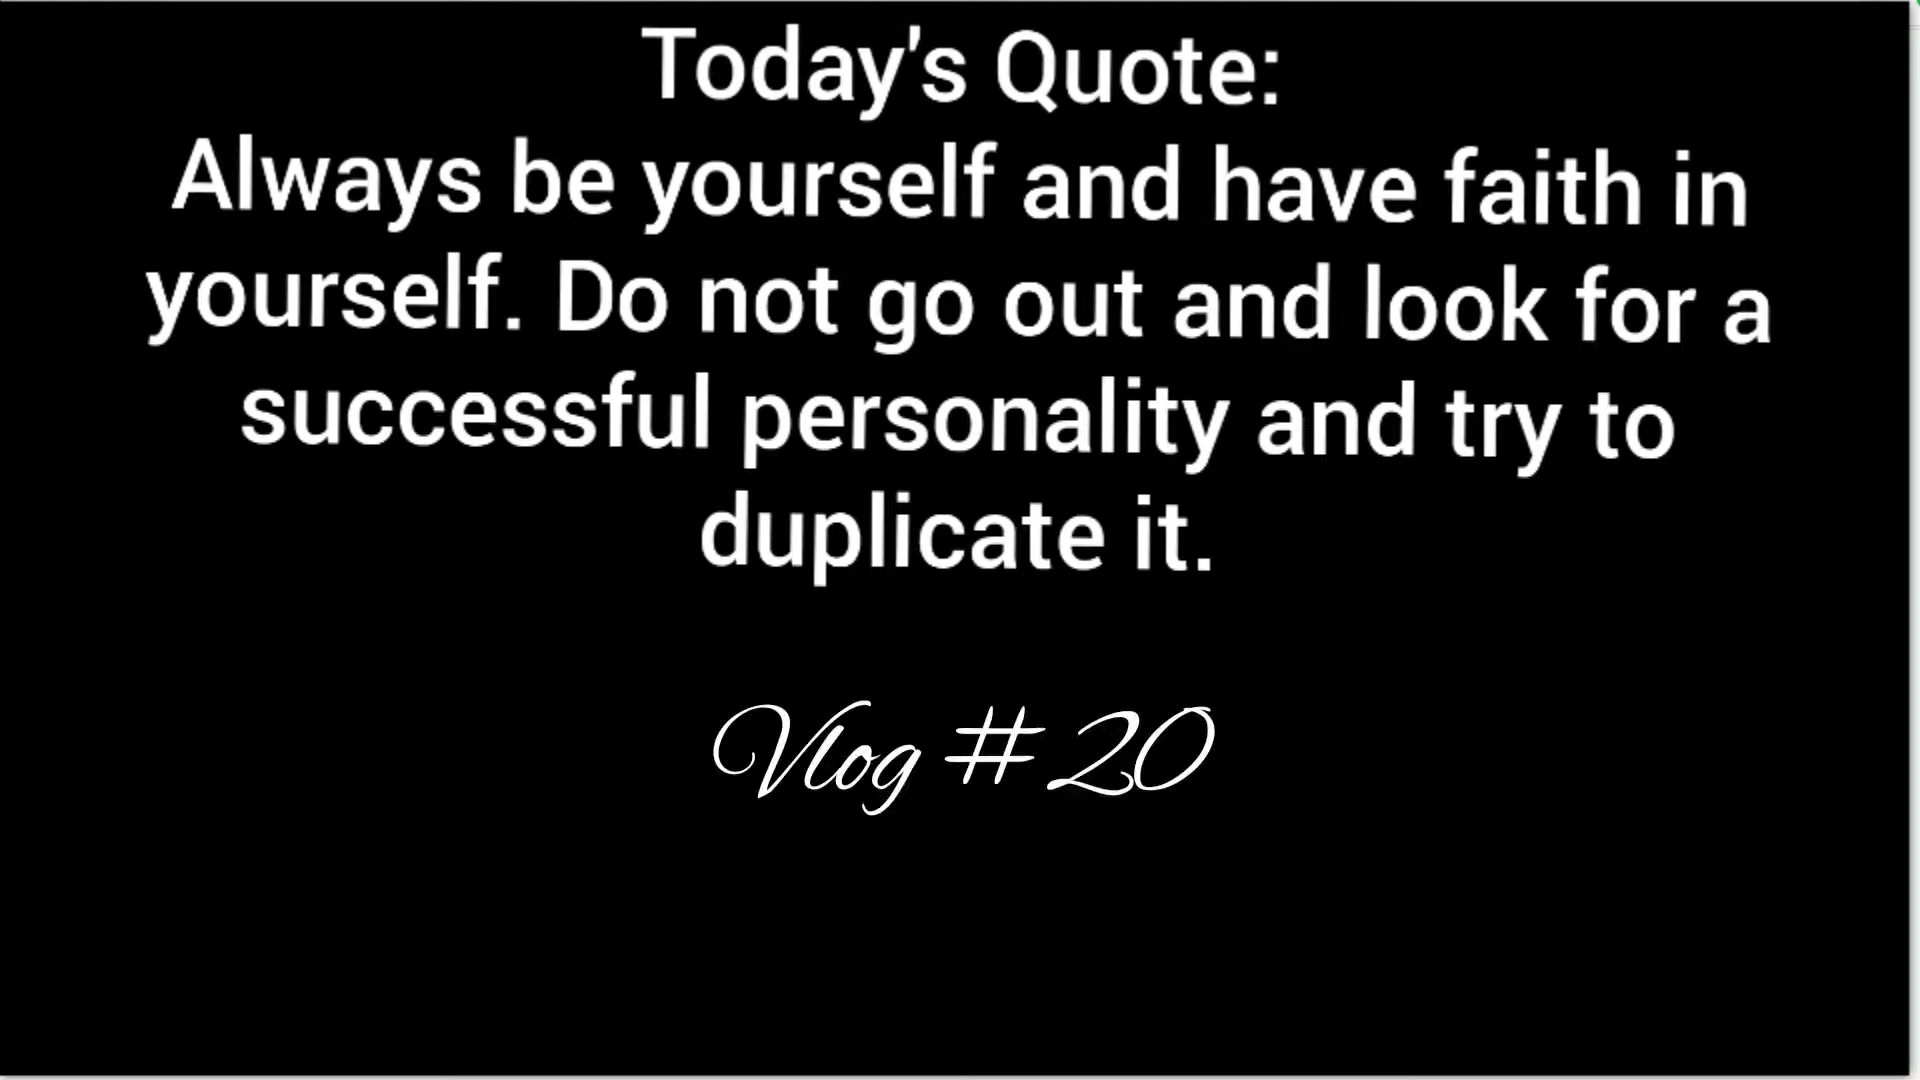 Today's Quote:
Always be yourself and have faith in
yourself. Do not go out and look for a
successful personality and try to
duplicate it.
Vlog # 20